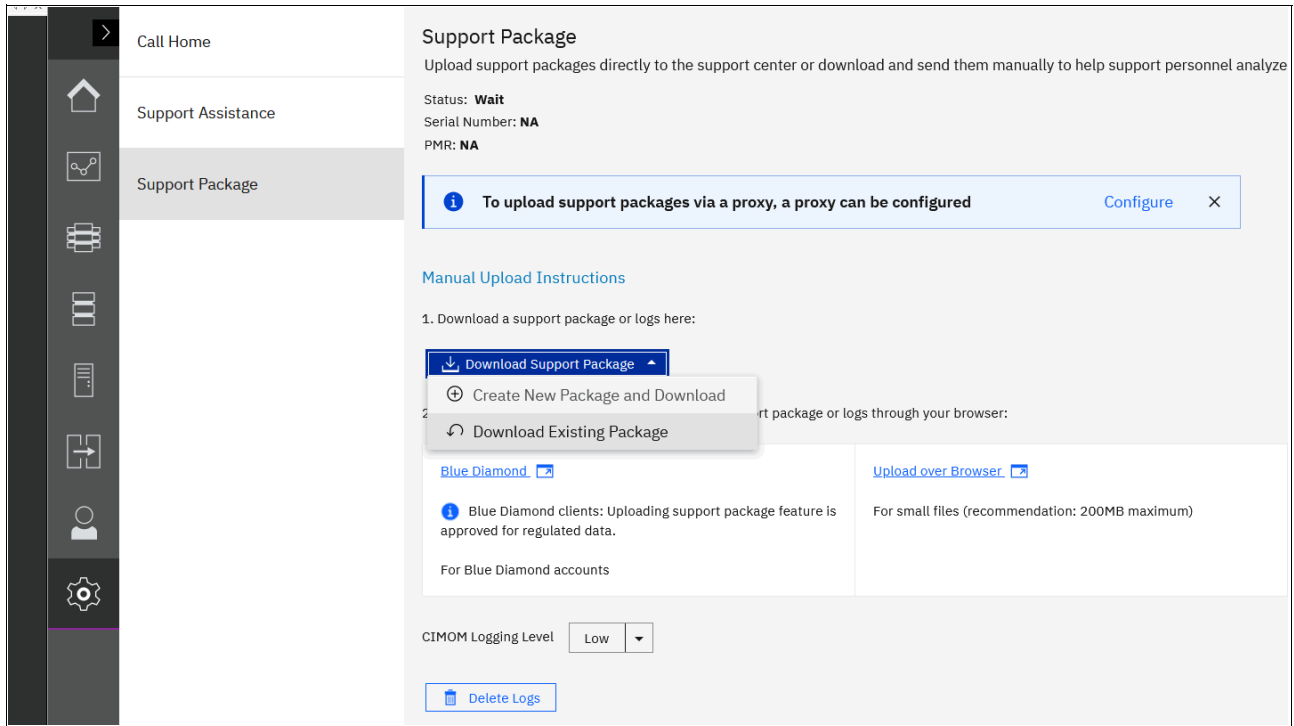 Call Home
Support Assistance
Support Package
Support Package
Upload support packages directly to the support center or download and send them manually to help support personnel analyze
Status: Wait
Serial Number: NA
PMR: NA
To upload support packages via a proxy, a proxy can be configured
Configure
Manual Upload Instructions
1. Download a support package or logs here:
Download Support Package
Create New Package and Download
Download Existing Package
package or logs through your browser:
Blue Diamond
Blue Diamond clients: Uploading support package feature is
approved for regulated data.
For Blue Diamond accounts
Upload over Browser
For small files (recommendation: 200MB maximum)
CIMOM Logging Level
Low
Delete Logs